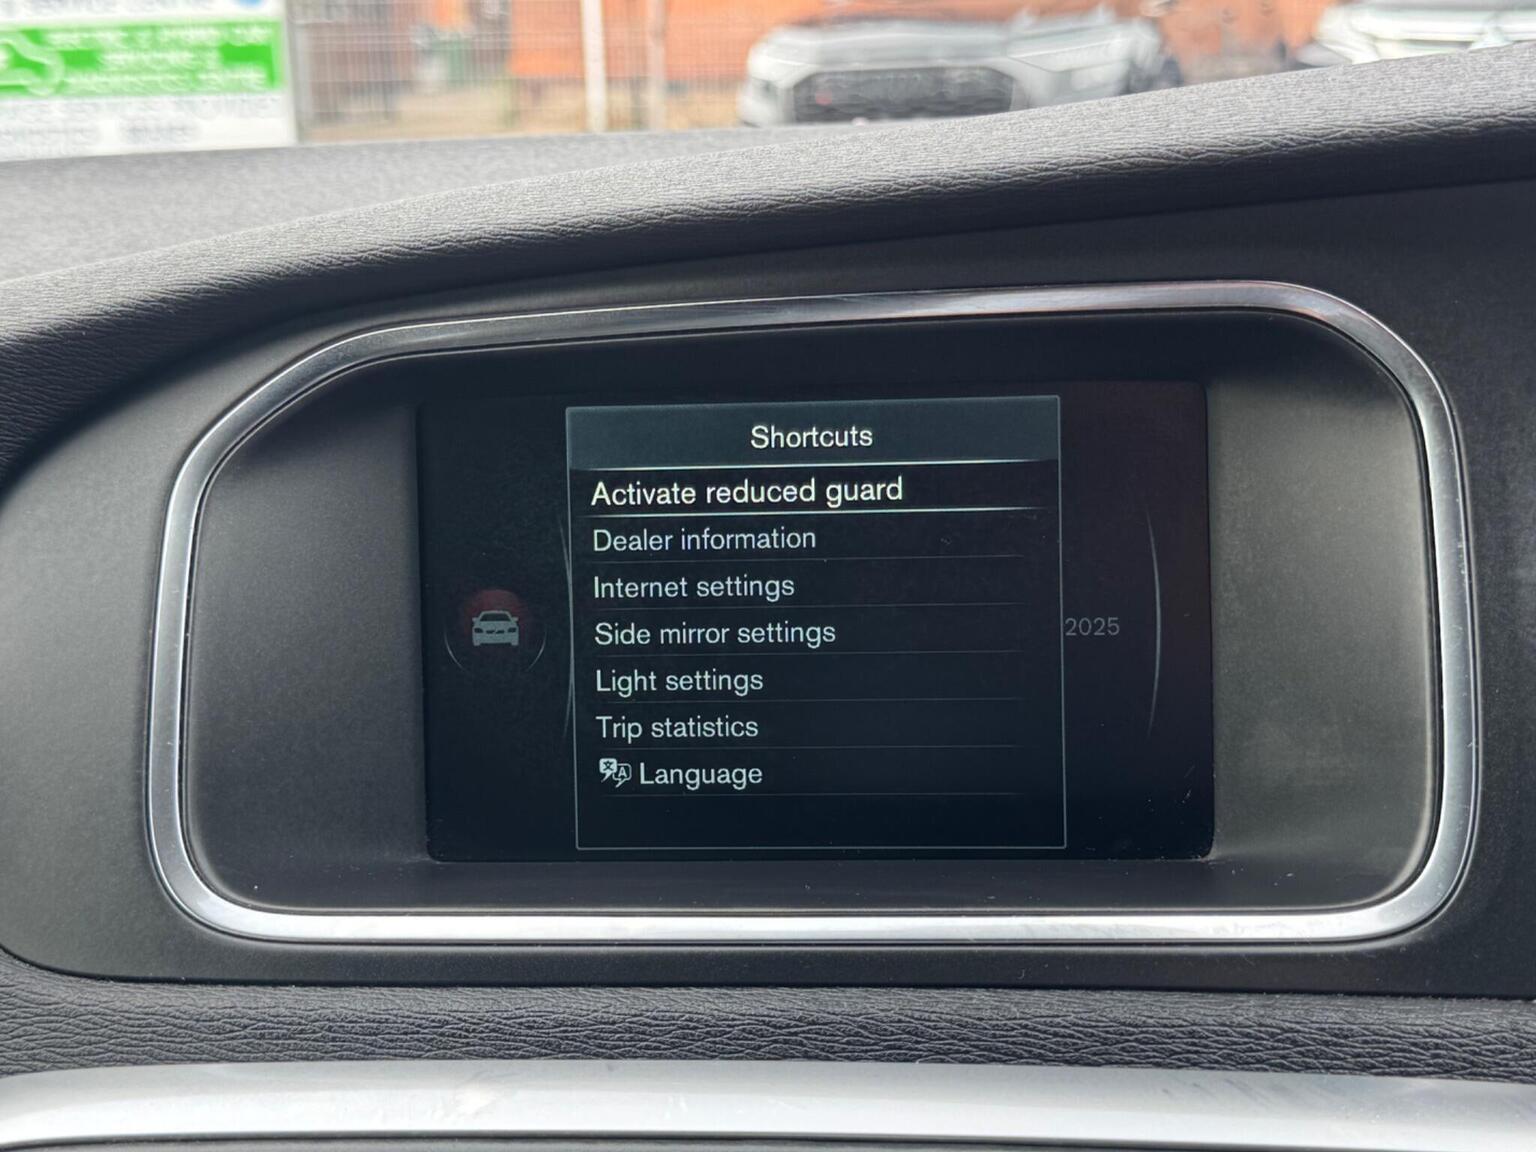 Shortcuts
Activate reduced guard
Dealer information
Internet settings
Side mirror settings
2025
Light settings
Trip statistics
Language